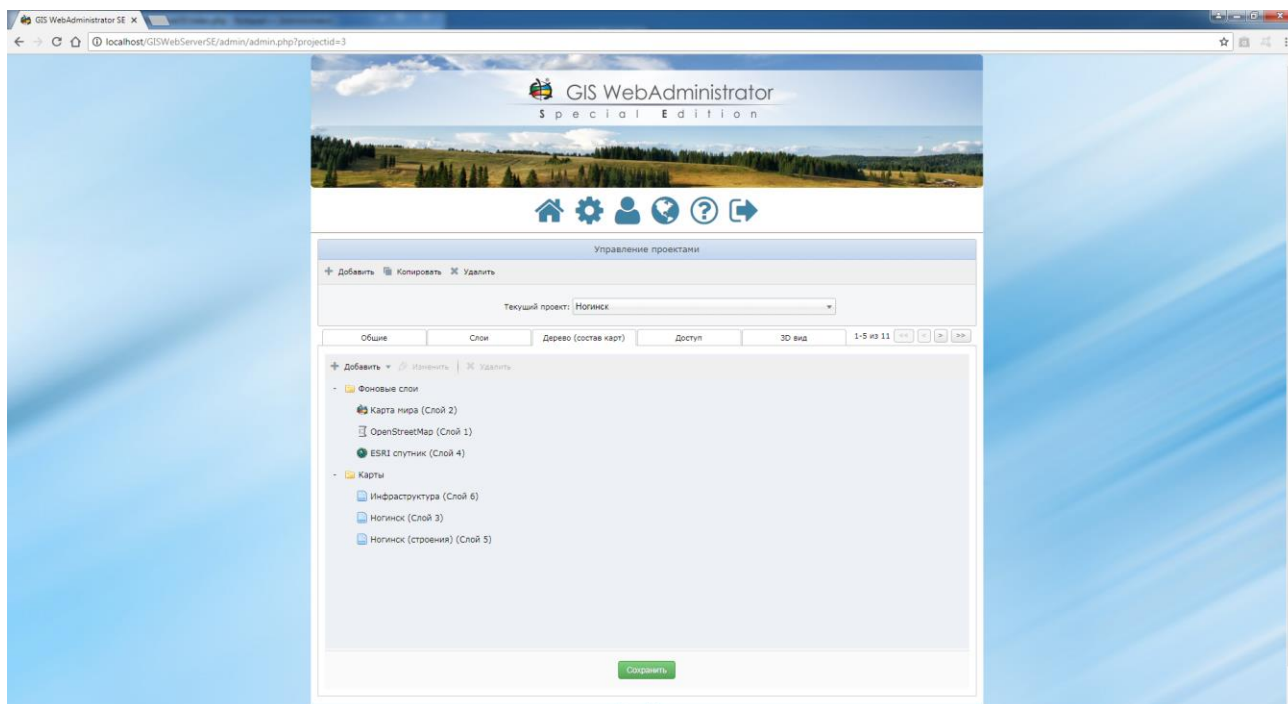 GIS WebAdministrator SE
localhost/GISWebServerSE/admin/admin.php?projectid=3
GIS WebAdministrator
Special Edition
Управление проектами
Добавить Копировать Удалить
Текущий проект: Ногинск
Общие Слои Дерево (состав карт) Доступ 3D вид 1-5 из 11 << < > >>
Добавить Изменить Удалить
- Фоновые слои
Карта мира (Слой 2)
OpenStreetMap (Слой 1)
ESRI спутник (Слой 4)
- Карты
Инфраструктура (Слой 6)
Ногинск (Слой 3)
Ногинск (строения) (Слой 5)
Сохранить